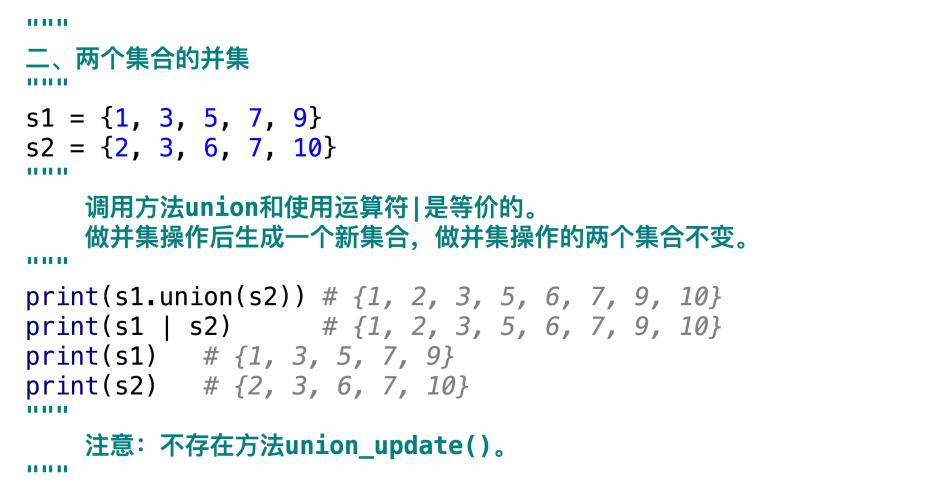 """
二、两个集合的并集
"""
s1 = {1, 3, 5, 7, 9}
s2 = {2, 3, 6, 7, 10}
"""
    调用方法union和使用运算符|是等价的。
    做并集操作后生成一个新集合，做并集操作的两个集合不变。
"""
print(s1.union(s2)) # {1, 2, 3, 5, 6, 7, 9, 10}
print(s1 | s2)      # {1, 2, 3, 5, 6, 7, 9, 10}
print(s1)   # {1, 3, 5, 7, 9}
print(s2)   # {2, 3, 6, 7, 10}
"""
    注意：不存在方法union_update()。
"""